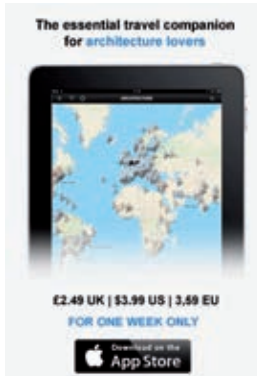 The essential travel companion
for architecture lovers
ARCHITECTURE
£2.49 UK | $3.99 US | 3,59 EU
FOR ONE WEEK ONLY
Download on the
App Store